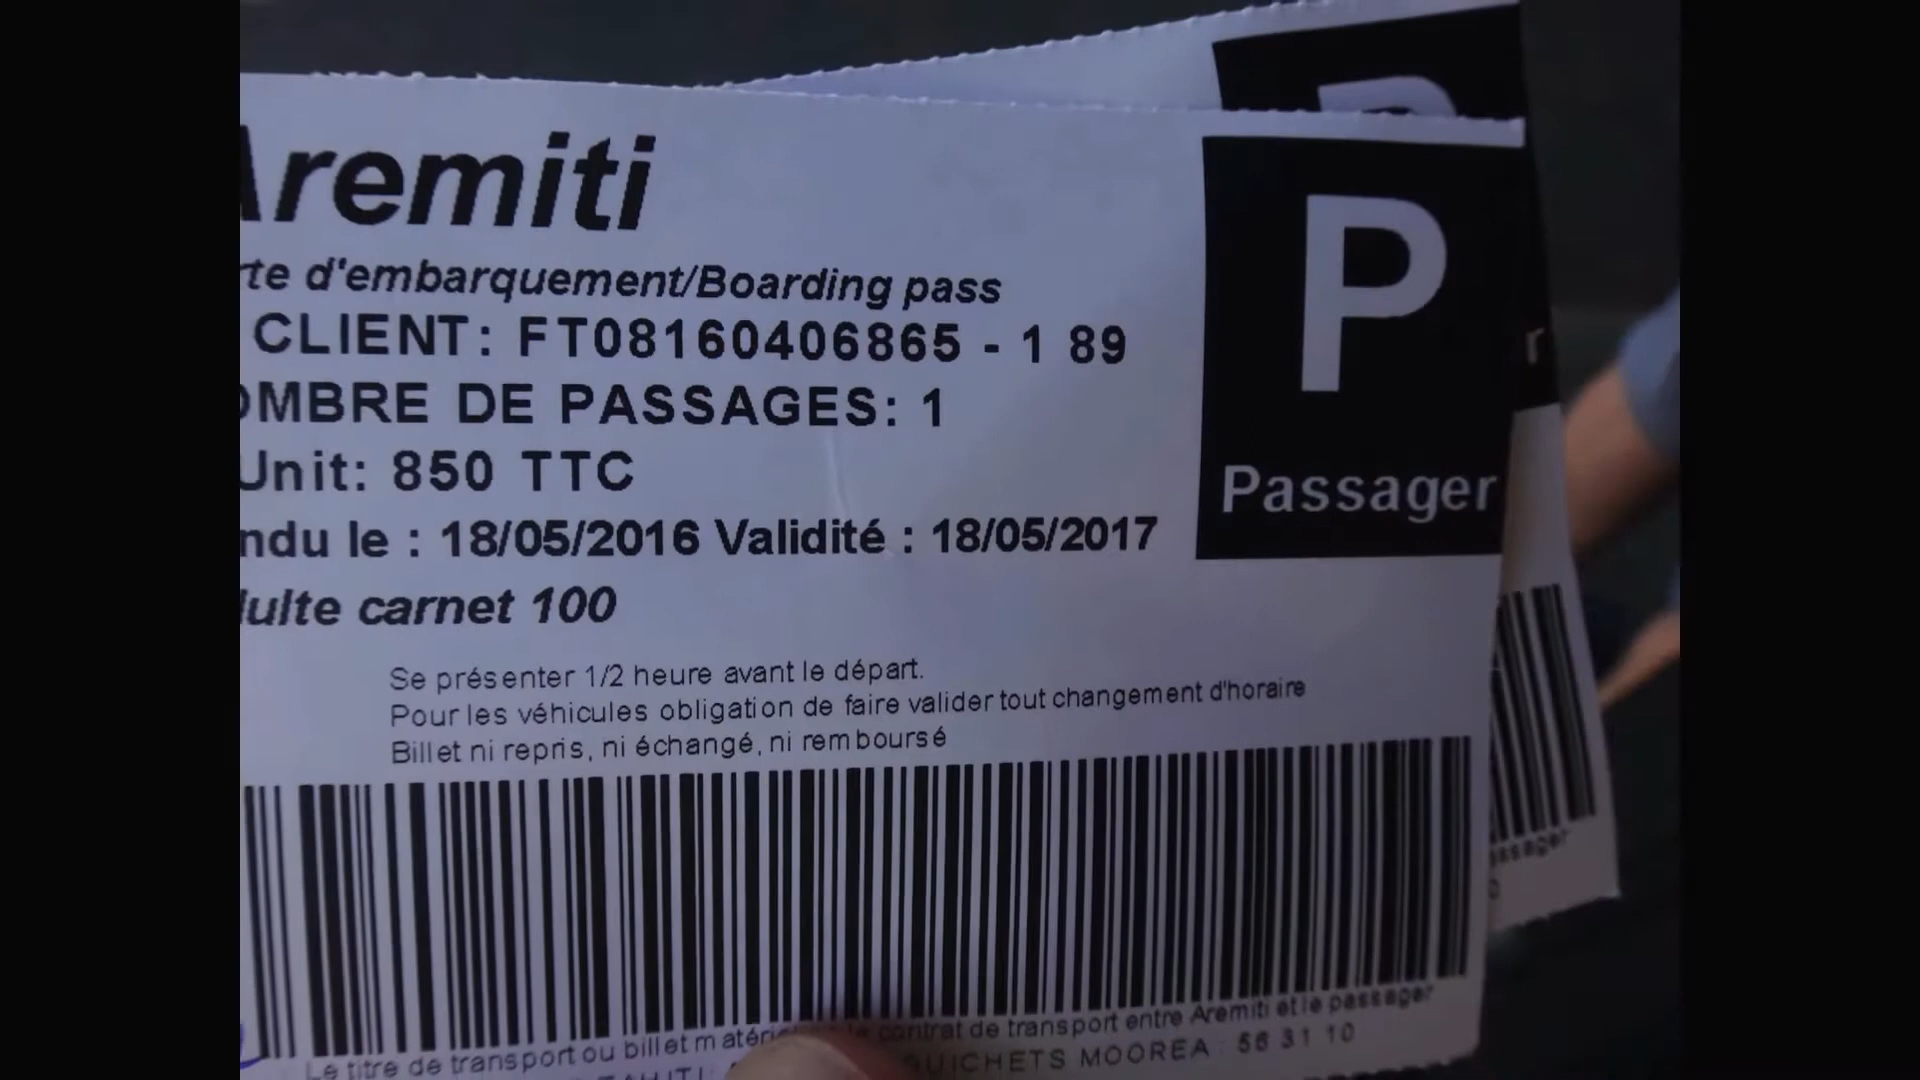 Aremiti
rte d'embarquement/Boarding pass
CLIENT: FT08160406865 - 1 89
OMBRE DE PASSAGES: 1
Unit: 850 TTC
ndu le : 18/05/2016 Validité : 18/05/2017
dulte carnet 100
P
Passager
Se présenter 1/2 heure avant le départ.
Pour les véhicules obligation de faire valider tout changement d'horaire
Billet ni repris, ni échangé, ni remboursé
Le titre de transport ou billet matéri le contrat de transport entre Aremiti et le passager
GUICHETS MOOREA : 56 31 10
r
passager